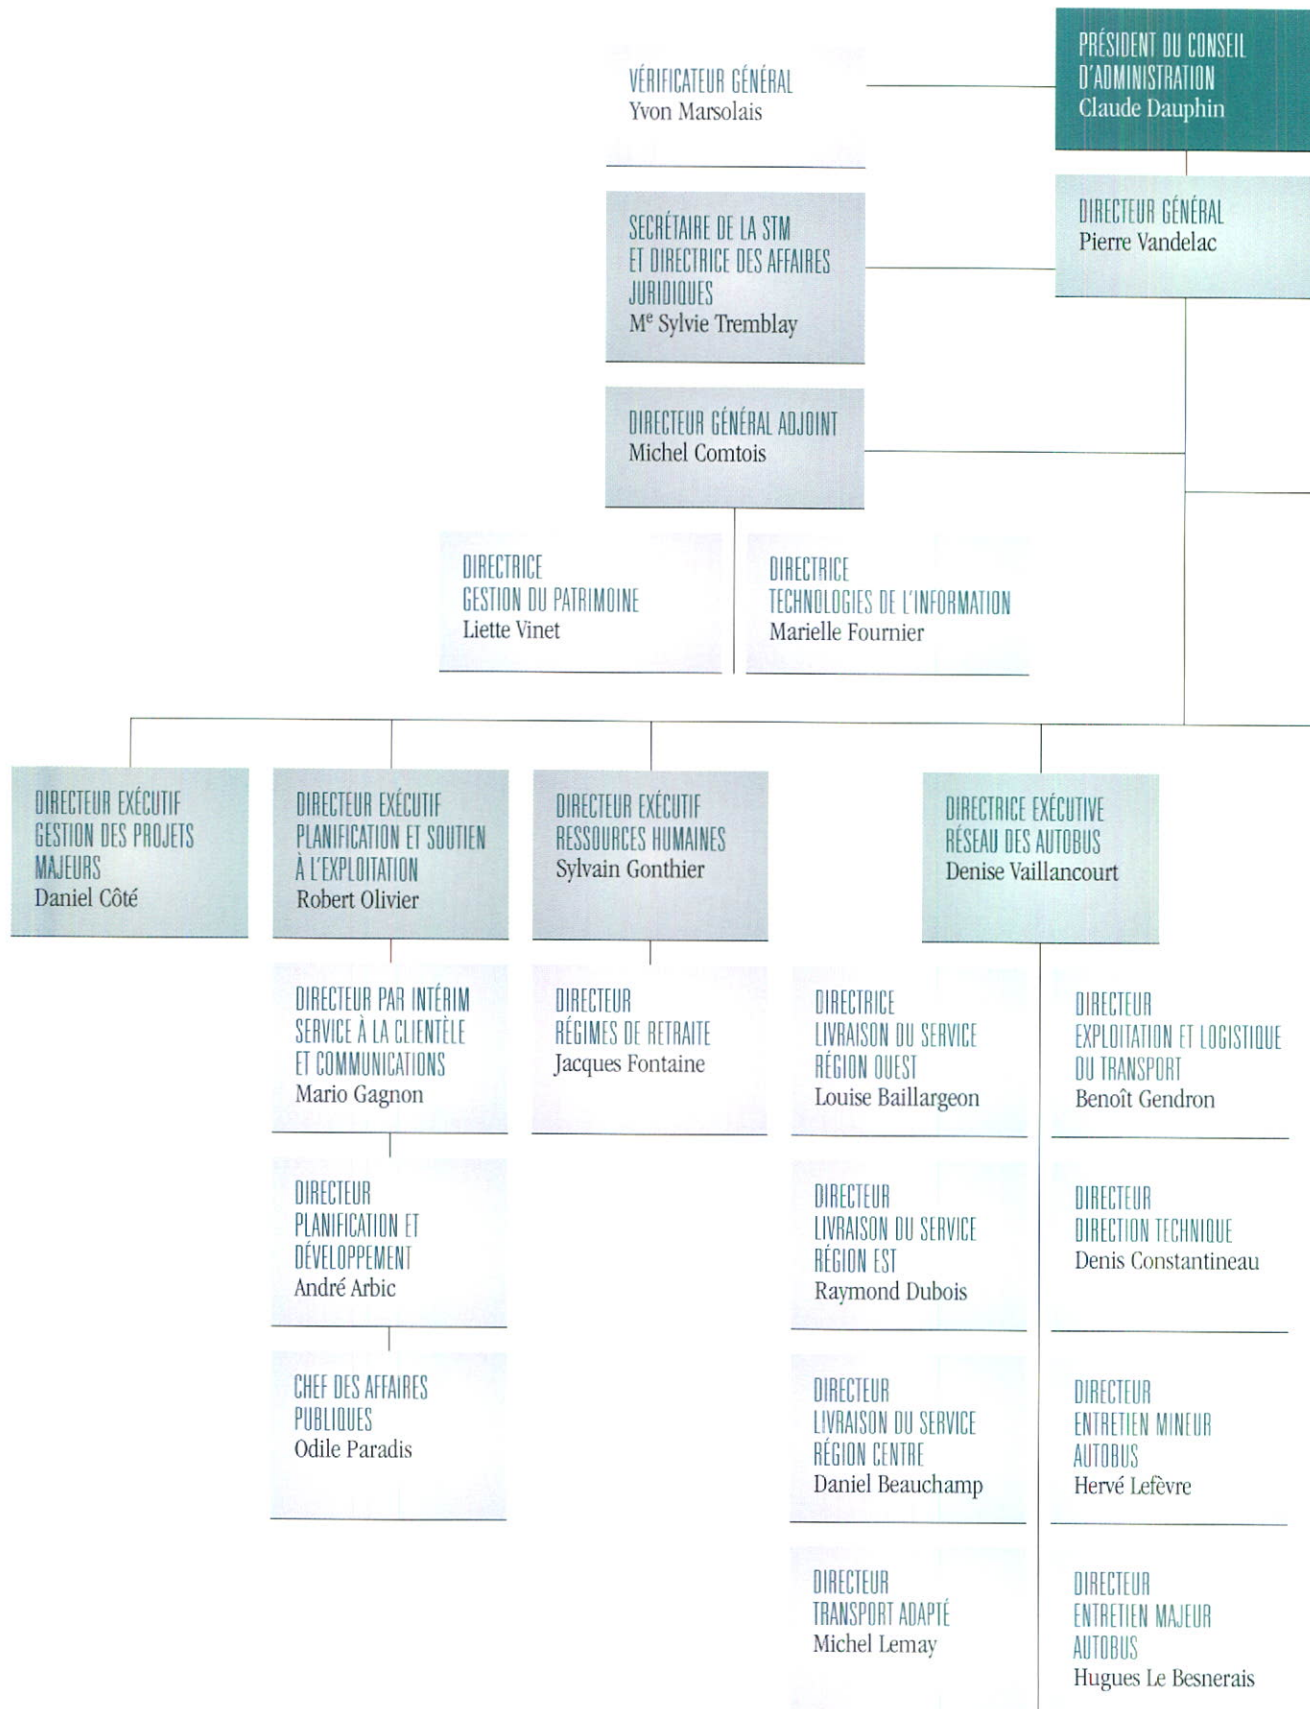 VÉRIFICATEUR GÉNÉRAL
Yvon Marsolais
PRÉSIDENT DU CONSEIL
D'ADMINISTRATION
Claude Dauphin
SECRÉTAIRE DE LA STM
ET DIRECTRICE DES AFFAIRES
JURIDIQUES
Mᵉ Sylvie Tremblay
DIRECTEUR GÉNÉRAL
Pierre Vandelac
DIRECTEUR GÉNÉRAL ADJOINT
Michel Comtois
DIRECTRICE
GESTION DU PATRIMOINE
Liette Vinet
DIRECTRICE
TECHNOLOGIES DE L'INFORMATION
Marielle Fournier
DIRECTEUR EXÉCUTIF
GESTION DES PROJETS
MAJEURS
Daniel Côté
DIRECTEUR EXÉCUTIF
PLANIFICATION ET SOUTIEN
À L'EXPLOITATION
Robert Olivier
DIRECTEUR EXÉCUTIF
RESSOURCES HUMAINES
Sylvain Gonthier
DIRECTRICE EXÉCUTIVE
RÉSEAU DES AUTOBUS
Denise Vaillancourt
DIRECTEUR PAR INTÉRIM
SERVICE À LA CLIENTÈLE
ET COMMUNICATIONS
Mario Gagnon
DIRECTEUR
RÉGIMES DE RETRAITE
Jacques Fontaine
DIRECTRICE
LIVRAISON DU SERVICE
RÉGION OUEST
Louise Baillargeon
DIRECTEUR
EXPLOITATION ET LOGISTIQUE
DU TRANSPORT
Benoît Gendron
DIRECTEUR
PLANIFICATION ET
DÉVELOPPEMENT
André Arbic
DIRECTEUR
LIVRAISON DU SERVICE
RÉGION EST
Raymond Dubois
DIRECTEUR
DIRECTION TECHNIQUE
Denis Constantineau
CHEF DES AFFAIRES
PUBLIQUES
Odile Paradis
DIRECTEUR
LIVRAISON DU SERVICE
RÉGION CENTRE
Daniel Beauchamp
DIRECTEUR
ENTRETIEN MINEUR
AUTOBUS
Hervé Lefèvre
DIRECTEUR
TRANSPORT ADAPTÉ
Michel Lemay
DIRECTEUR
ENTRETIEN MAJEUR
AUTOBUS
Hugues Le Besnerais